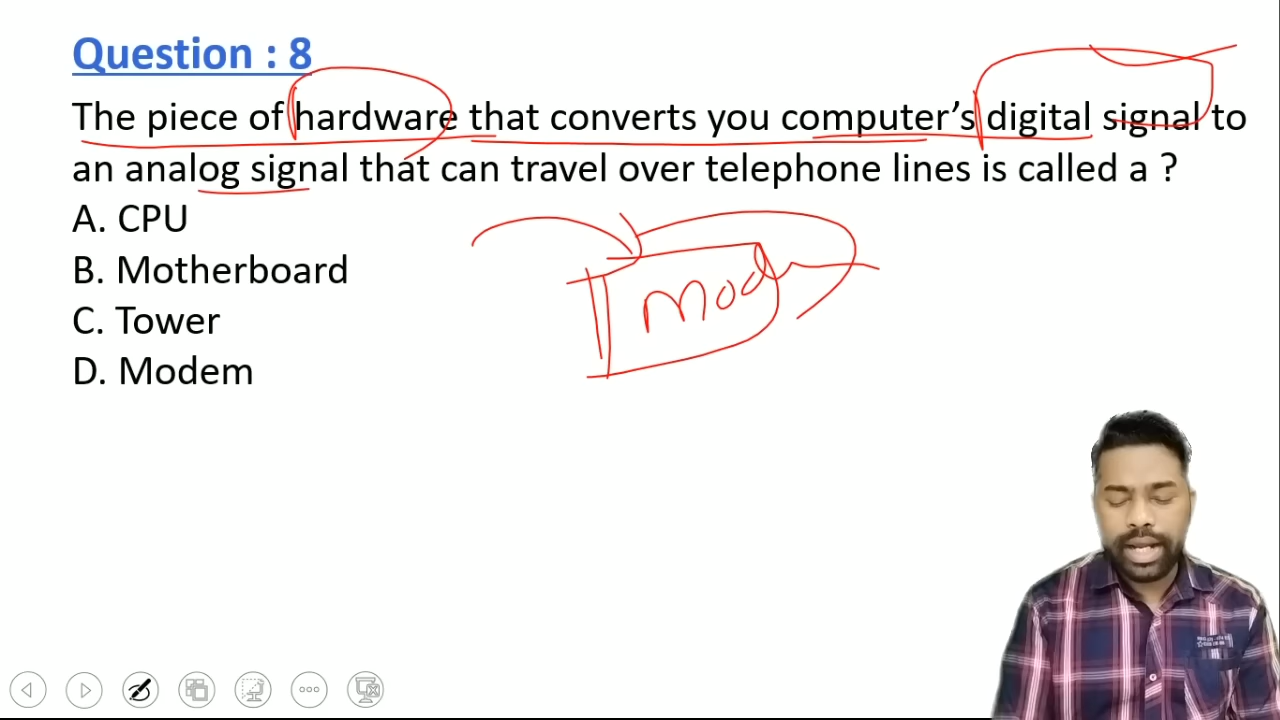 Question : 8
The piece of hardware that converts you computer's digital signal to
an analog signal that can travel over telephone lines is called a ?
A. CPU
B. Motherboard
C. Tower
D. Modem